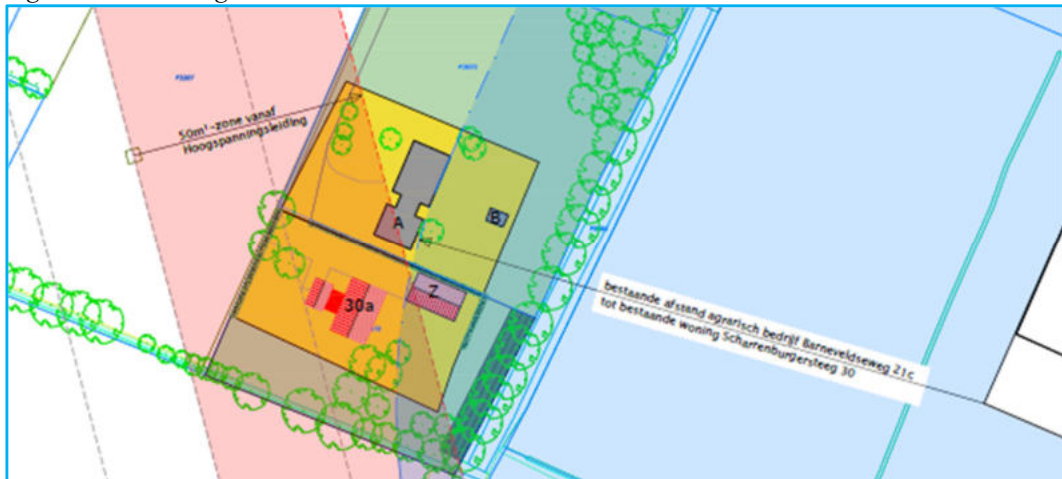 50m¹-zone vanaf
Hoogspanningsleiding
A
B
30a
Z
bestaande afstand agrarisch bedrijf Barneveldseweg 21c
tot bestaande woning Scharrenburgersteeg 30